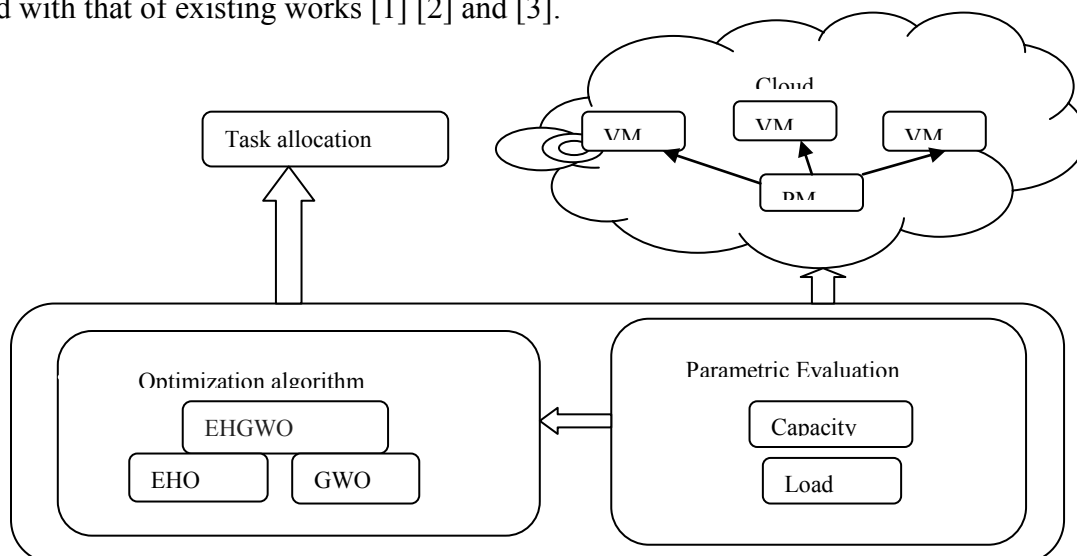 d with that of existing works [1] [2] and [3].
Cloud
Task allocation
VM
VM
VM
PM
Optimization algorithm
EHGWO
EHO
GWO
Parametric Evaluation
Capacity
Load